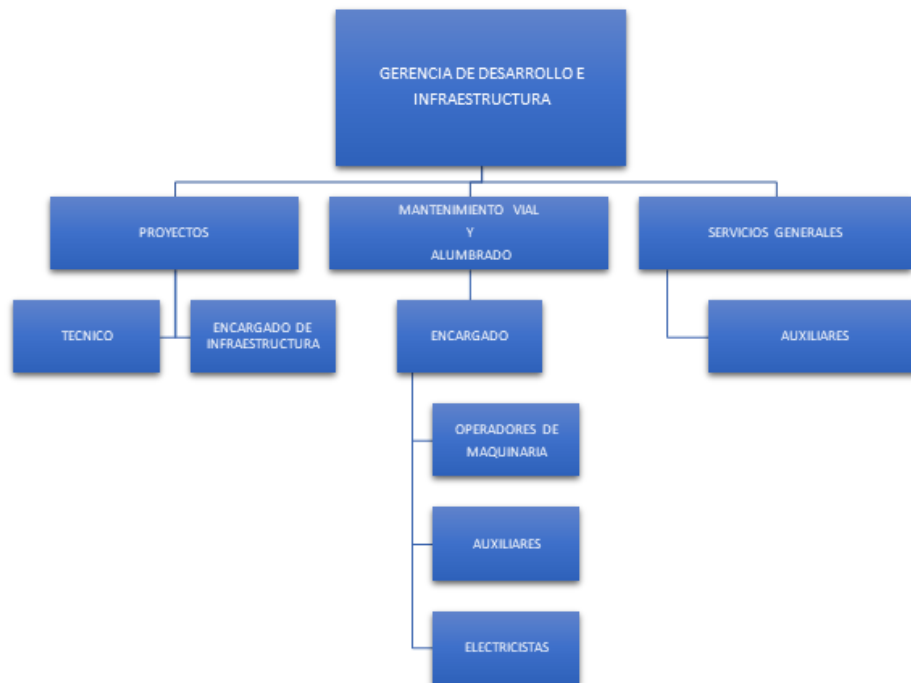 GERENCIA DE DESARROLLO E
INFRAESTRUCTURA
PROYECTOS
MANTENIMIENTO VIAL
Y
ALUMBRADO
SERVICIOS GENERALES
TECNICO
ENCARGADO DE
INFRAESTRUCTURA
ENCARGADO
AUXILIARES
OPERADORES DE
MAQUINARIA
AUXILIARES
ELECTRICISTAS